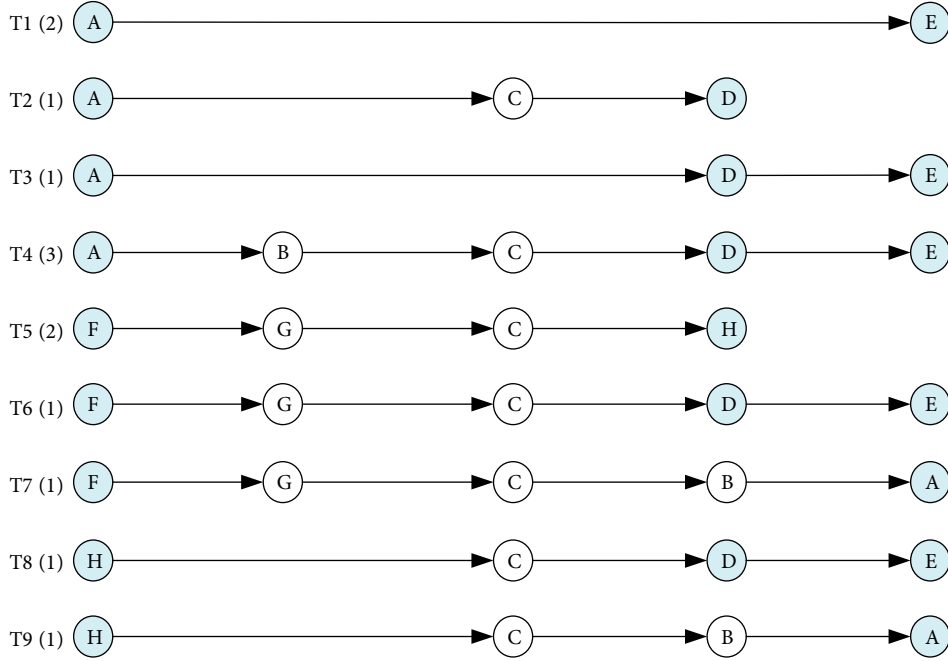 T1 (2) A E
T2 (1) A C D
T3 (1) A D E
T4 (3) A B C D E
T5 (2) F G C H
T6 (1) F G C D E
T7 (1) F G C B A
T8 (1) H C D E
T9 (1) H C B A